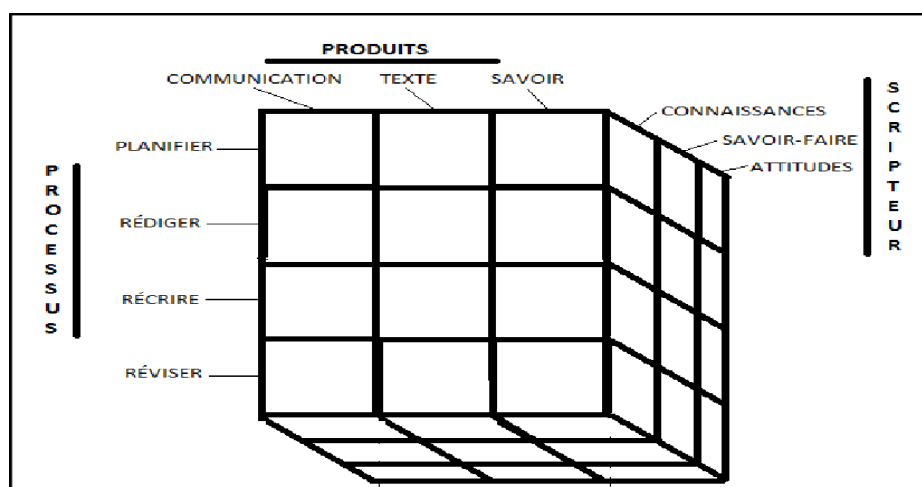 PRODUITS
COMMUNICATION TEXTE SAVOIR
CONNAISSANCES
SAVOIR-FAIRE
ATTITUDES
SCRIPTEUR
PROCESSUS
PLANIFIER
RÉDIGER
RÉCRIRE
RÉVISER